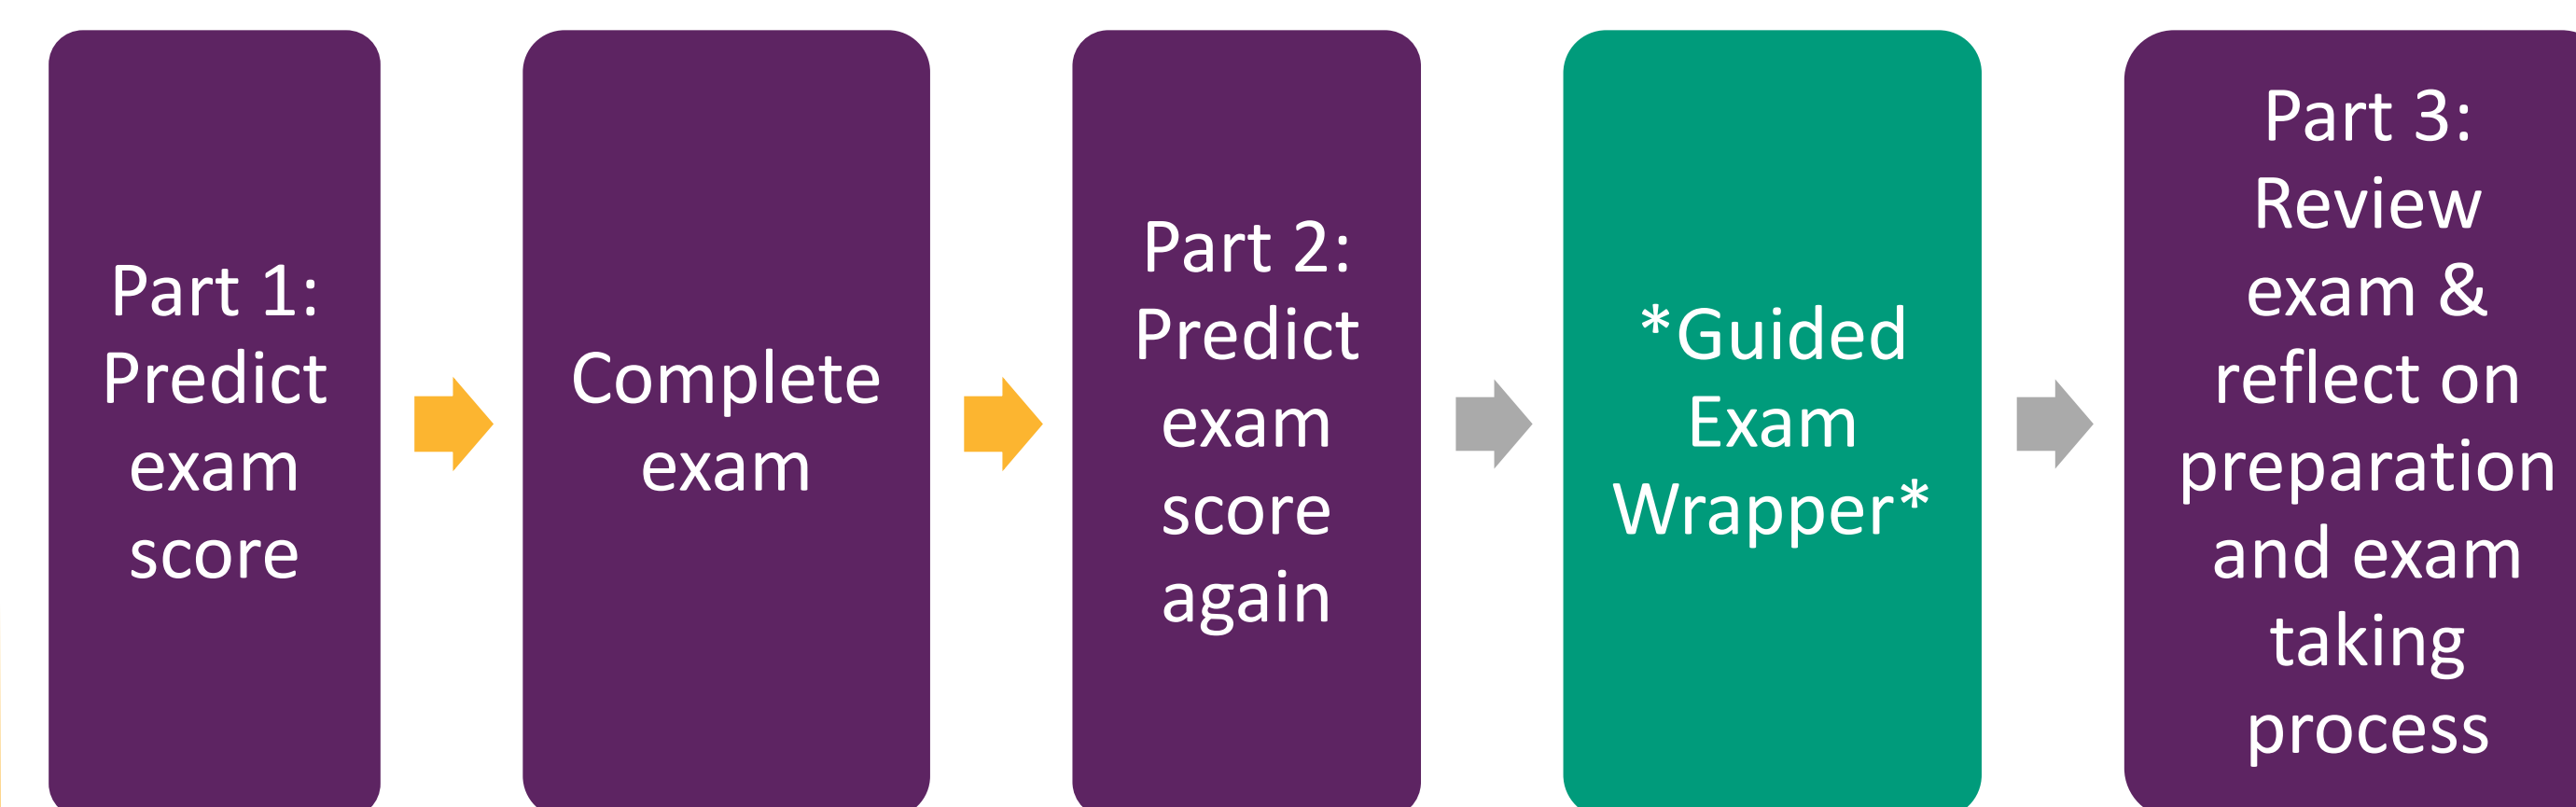 Part 1:
Predict
exam
score
Complete
exam
Part 2:
Predict
exam
score
again
*Guided
Exam
Wrapper*
Part 3:
Review
exam &
reflect on
preparation
and exam
taking
process